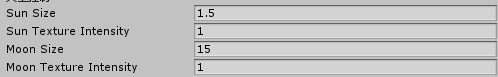 Sun Size 1.5
Sun Texture Intensity 1
Moon Size 15
Moon Texture Intensity 1